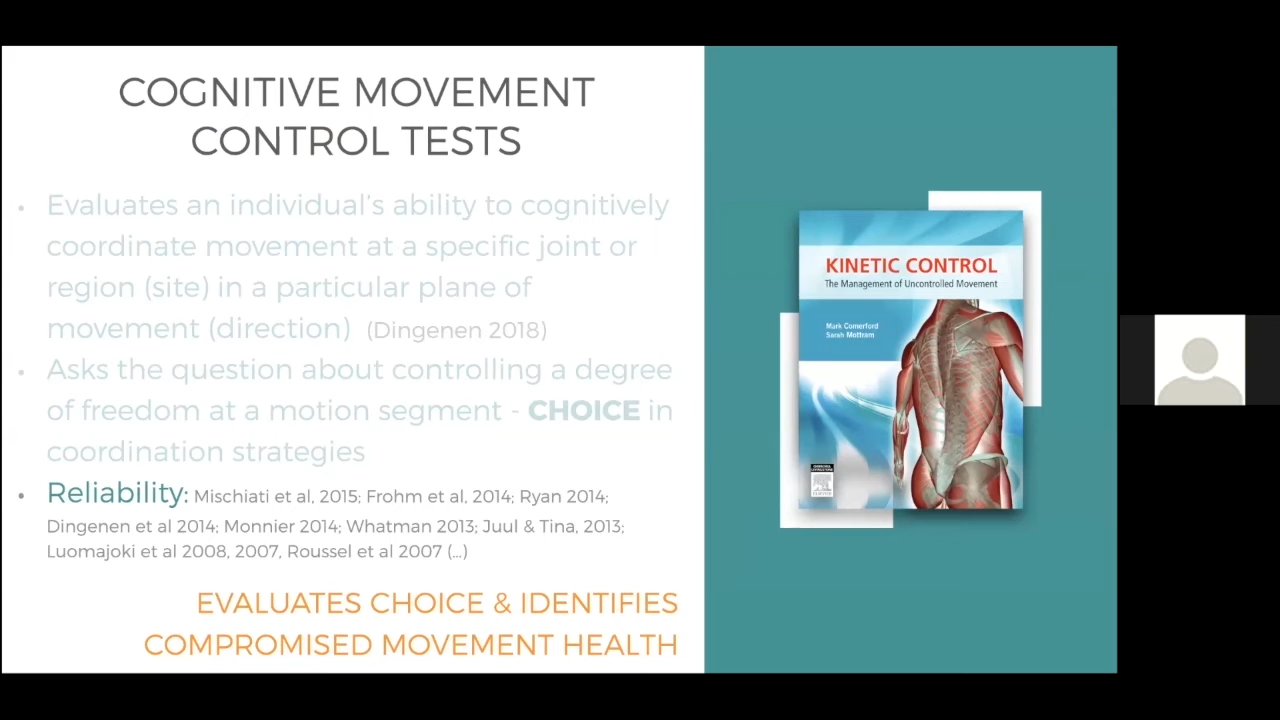 COGNITIVE MOVEMENT
CONTROL TESTS
• Evaluates an individual's ability to cognitively
coordinate movement at a specific joint or
region (site) in a particular plane of
movement (direction) (Dingenen 2018)
• Asks the question about controlling a degree
of freedom at a motion segment - CHOICE in
coordination strategies
• Reliability: Mischiati et al, 2015; Frohm et al, 2014; Ryan 2014;
Dingenen et al 2014; Monnier 2014; Whatman 2013; Juul & Tina, 2013;
Luomajoki et al 2008, 2007, Roussel et al 2007 (...)
EVALUATES CHOICE & IDENTIFIES
COMPROMISED MOVEMENT HEALTH
KINETIC CONTROL
The Management of Uncontrolled Movement
Mark Comerford
Sarah Mottram
ELSEVIER